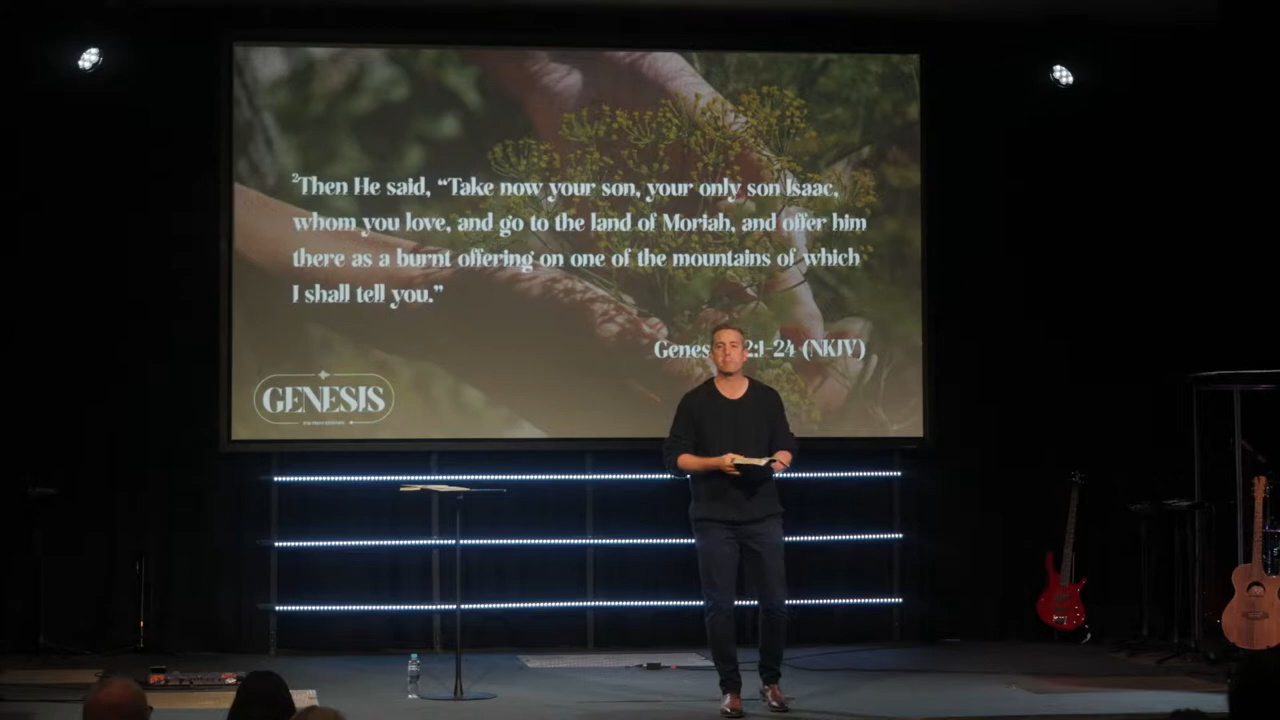 ²Then He said, “Take now your son, your only son Isaac,
whom you love, and go to the land of Moriah, and offer him
there as a burnt offering on one of the mountains of which
I shall tell you.”
2:1-24 (NKJV)
GENESIS